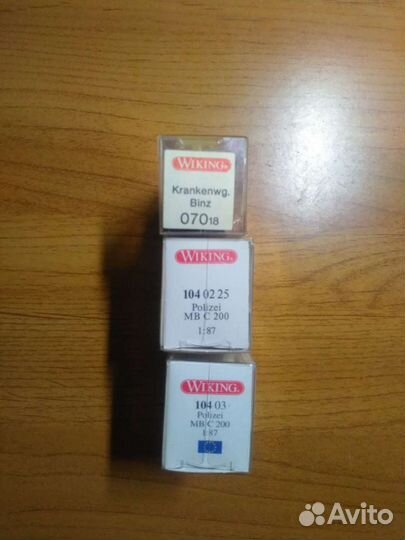 WIKING®
Krankenwg.
Binz
070 18
WIKING®
104 02 25
Polizei
MB C 200
1:87
WIKING®
104 03
Polizei
MB C 200
1:87
Avito